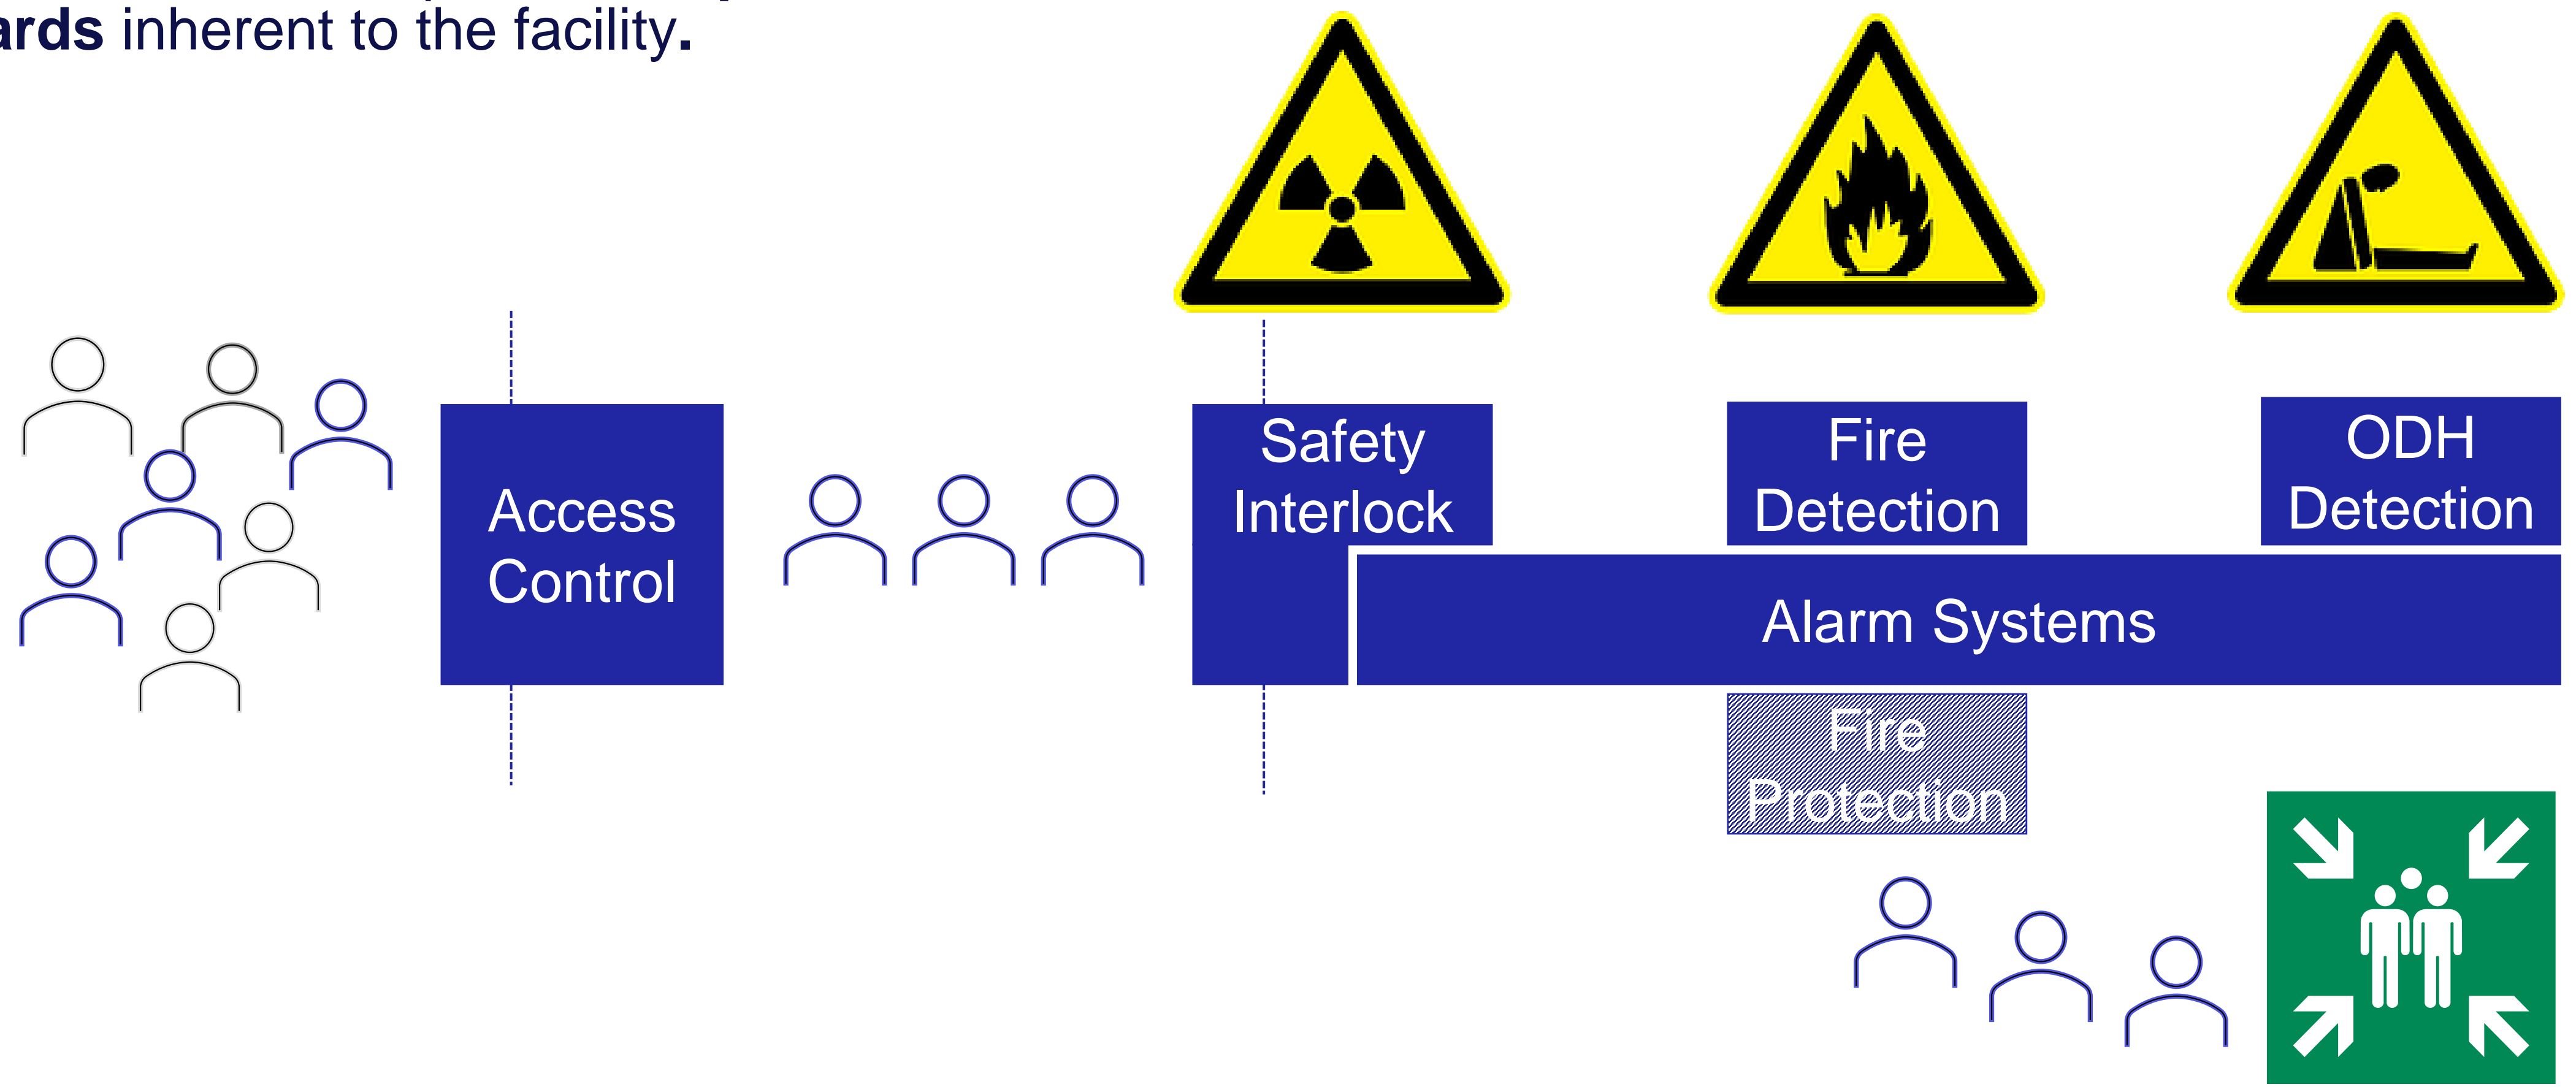 ards inherent to the facility.
Safety
Interlock
Fire
Detection
ODH
Detection
Access
Control
Alarm Systems
Fire
Protection